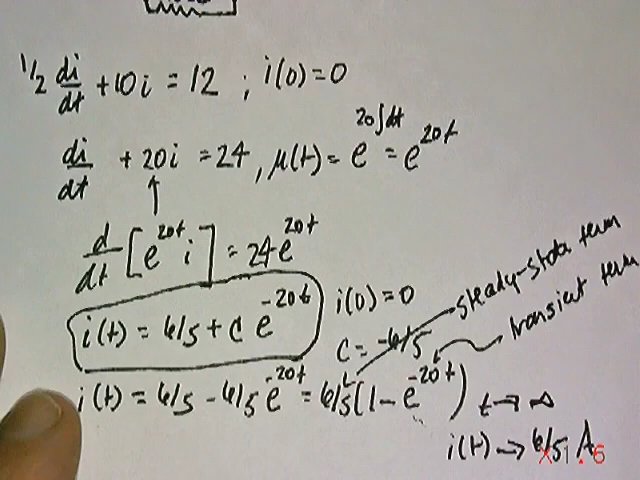 1/2 di/dt + 10i = 12 ; i(0) = 0
di/dt + 20i = 24, μ(t) = e^20∫dt = e^20t
d/dt [e^20t i] = 24e^20t
i(t) = 6/5 + c e^-20t
i(0) = 0
c = -6/5
steady-state term
transient term
i(t) = 6/5 - 6/5 e^-20t = 6/5(1 - e^-20t)
t → ∞
i(t) → 6/5 A
X1.6